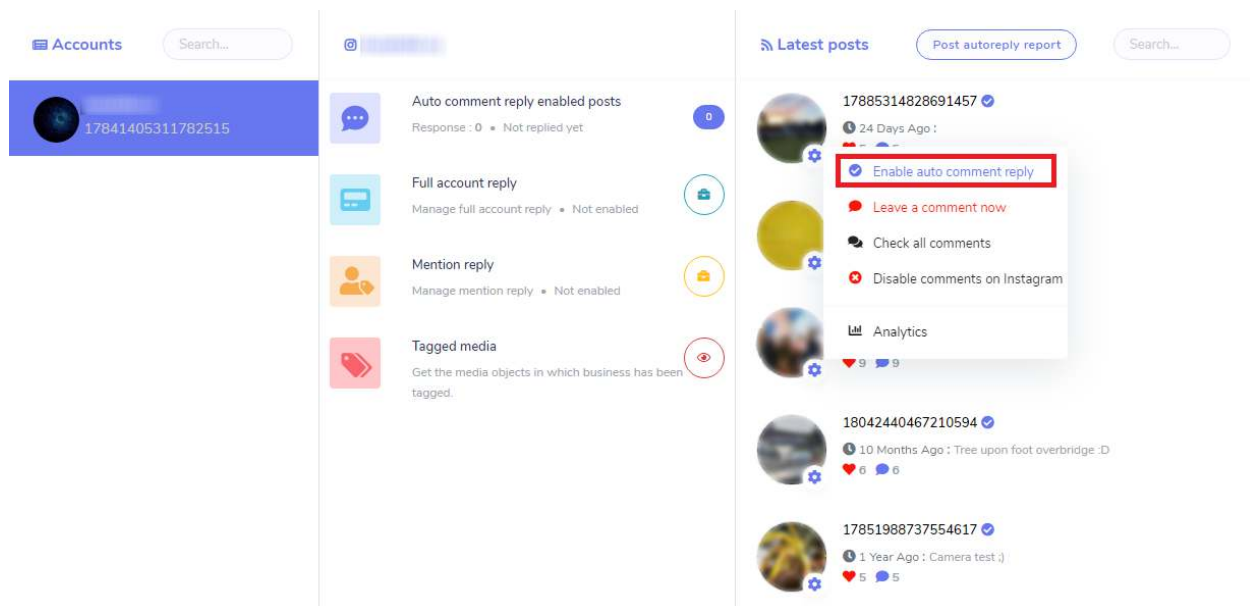 Accounts
Search...
17841405311782515
Auto comment reply enabled posts
Response : 0 • Not replied yet
0
Full account reply
Manage full account reply • Not enabled
Mention reply
Manage mention reply • Not enabled
Tagged media
Get the media objects in which business has been
tagged.
Latest posts
Post autoreply report
Search...
17885314828691457
24 Days Ago :
Enable auto comment reply
Leave a comment now
Check all comments
Disable comments on Instagram
Analytics
9 9
18042440467210594
10 Months Ago : Tree upon foot overbridge :D
6 6
17851988737554617
1 Year Ago : Camera test ;)
5 5